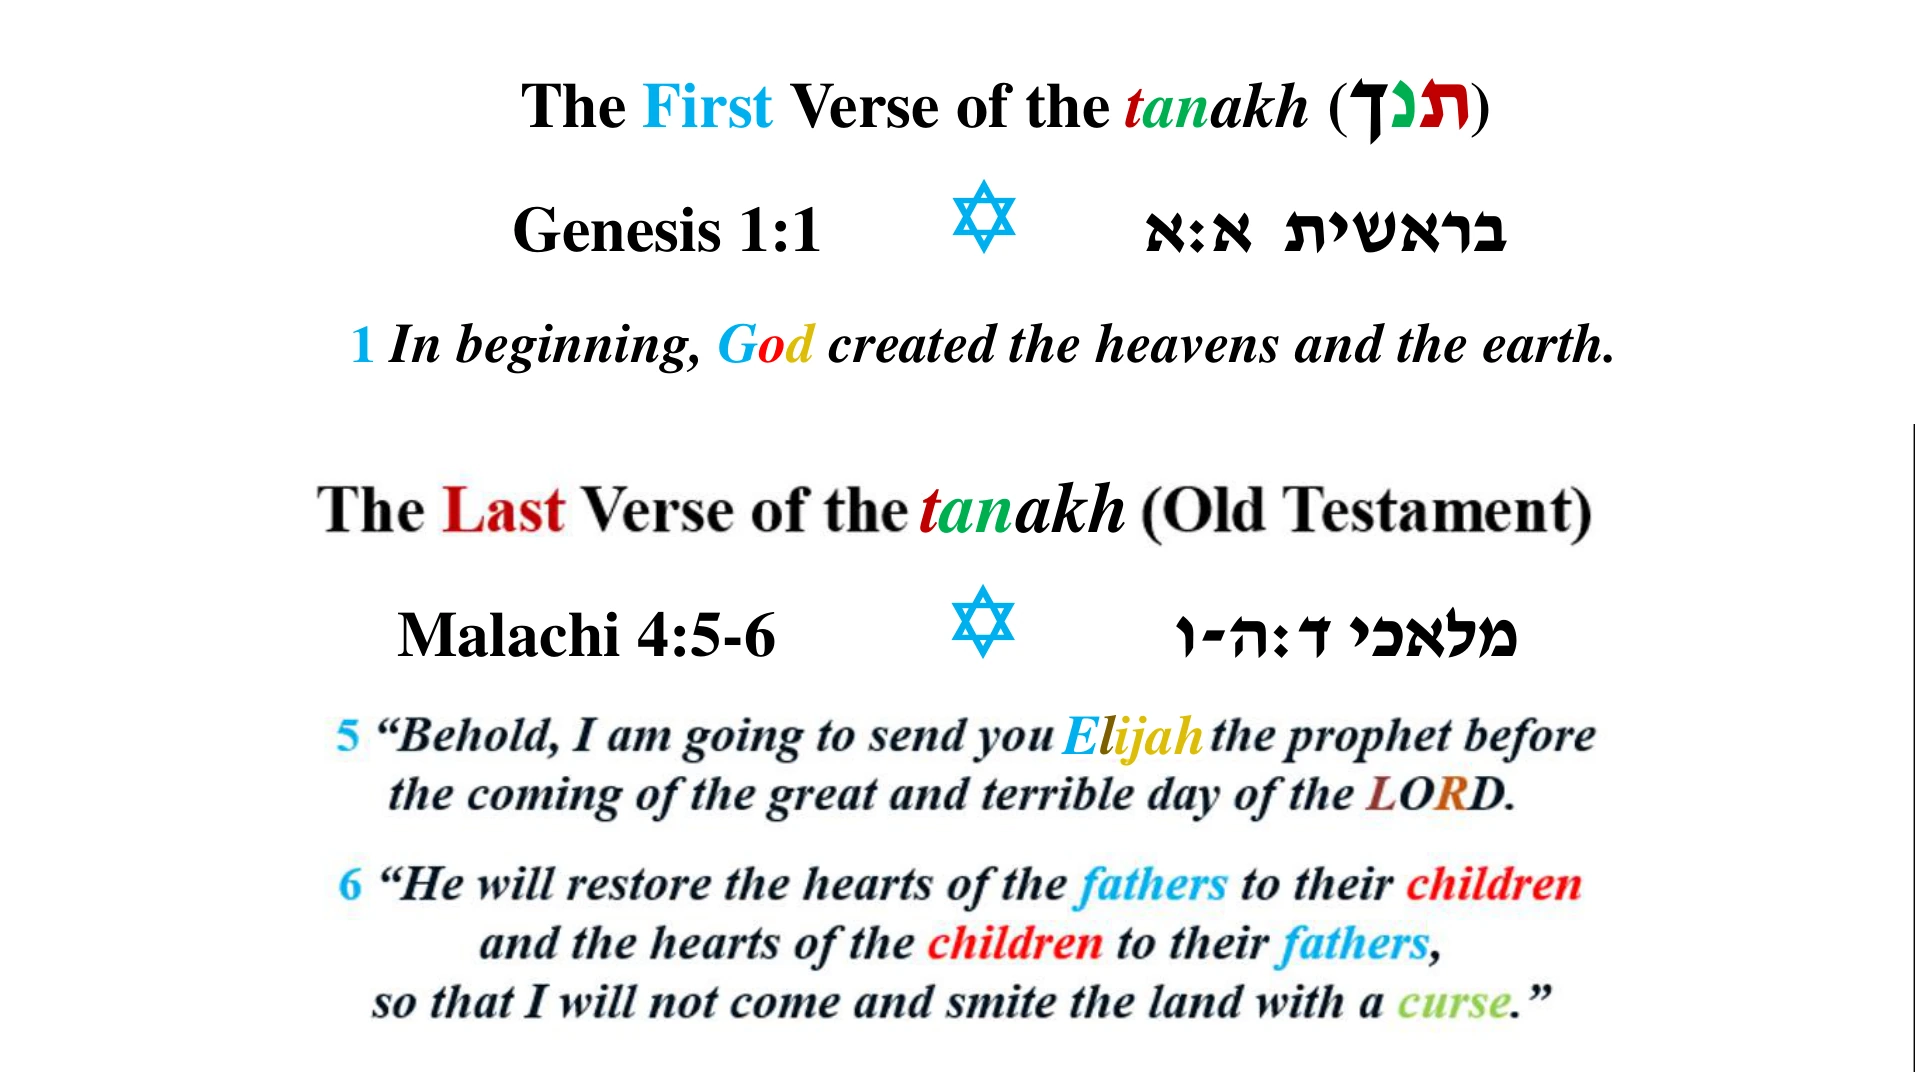 The First Verse of the tanakh (תנך)
Genesis 1:1 ✡ בראשית א:א
1 In beginning, God created the heavens and the earth.
The Last Verse of the tanakh (Old Testament)
Malachi 4:5-6 ✡ מלאכי ד:ה-ו
5 “Behold, I am going to send you Elijah the prophet before
the coming of the great and terrible day of the LORD.
6 “He will restore the hearts of the fathers to their children
and the hearts of the children to their fathers,
so that I will not come and smite the land with a curse.”